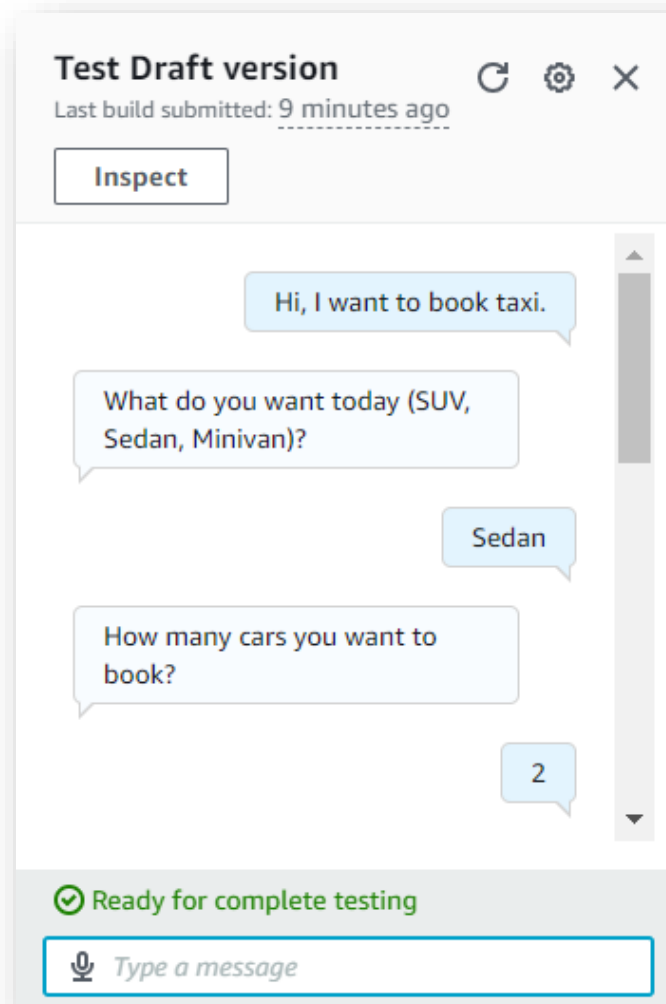 Test Draft version
Last build submitted: 9 minutes ago
Inspect
Hi, I want to book taxi.
What do you want today (SUV,
Sedan, Minivan)?
Sedan
How many cars you want to
book?
2
Ready for complete testing
Type a message